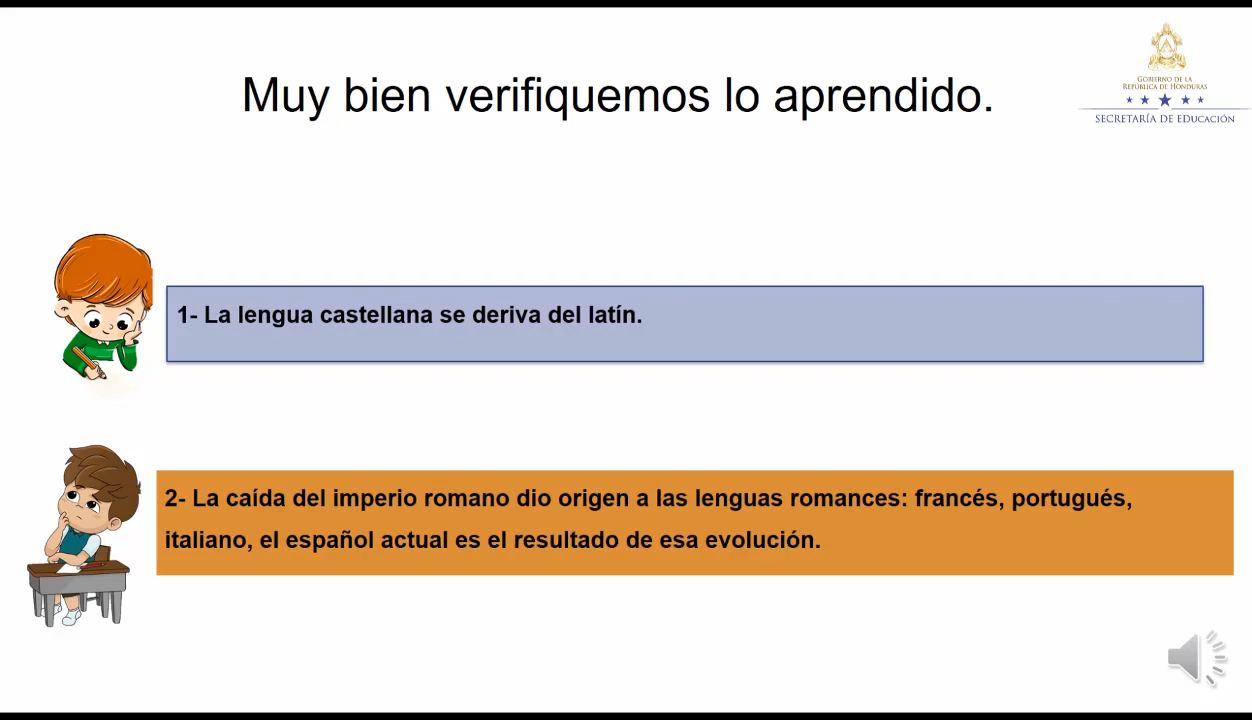 Muy bien verifiquemos lo aprendido.
GOBIERNO DE LA
REPÚBLICA DE HONDURAS
SECRETARÍA DE EDUCACIÓN
1- La lengua castellana se deriva del latín.
2- La caída del imperio romano dio origen a las lenguas romances: francés, portugués,
italiano, el español actual es el resultado de esa evolución.